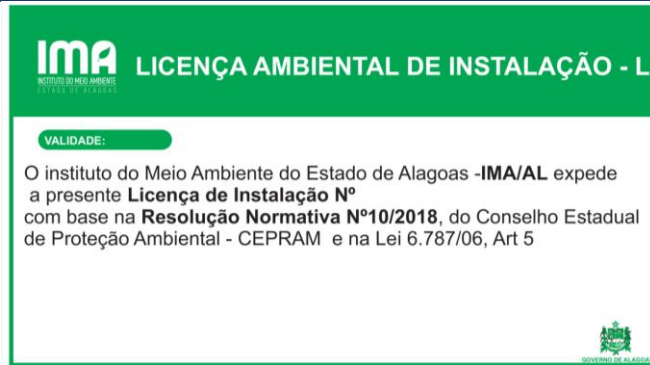 IMA
INSTITUTO DO MEIO AMBIENTE
ESTADO DE ALAGOAS
LICENÇA AMBIENTAL DE INSTALAÇÃO - L
VALIDADE:
O instituto do Meio Ambiente do Estado de Alagoas -IMA/AL expede
a presente Licença de Instalação Nº
com base na Resolução Normativa Nº10/2018, do Conselho Estadual
de Proteção Ambiental - CEPRAM e na Lei 6.787/06, Art 5
GOVERNO DE ALAGOA